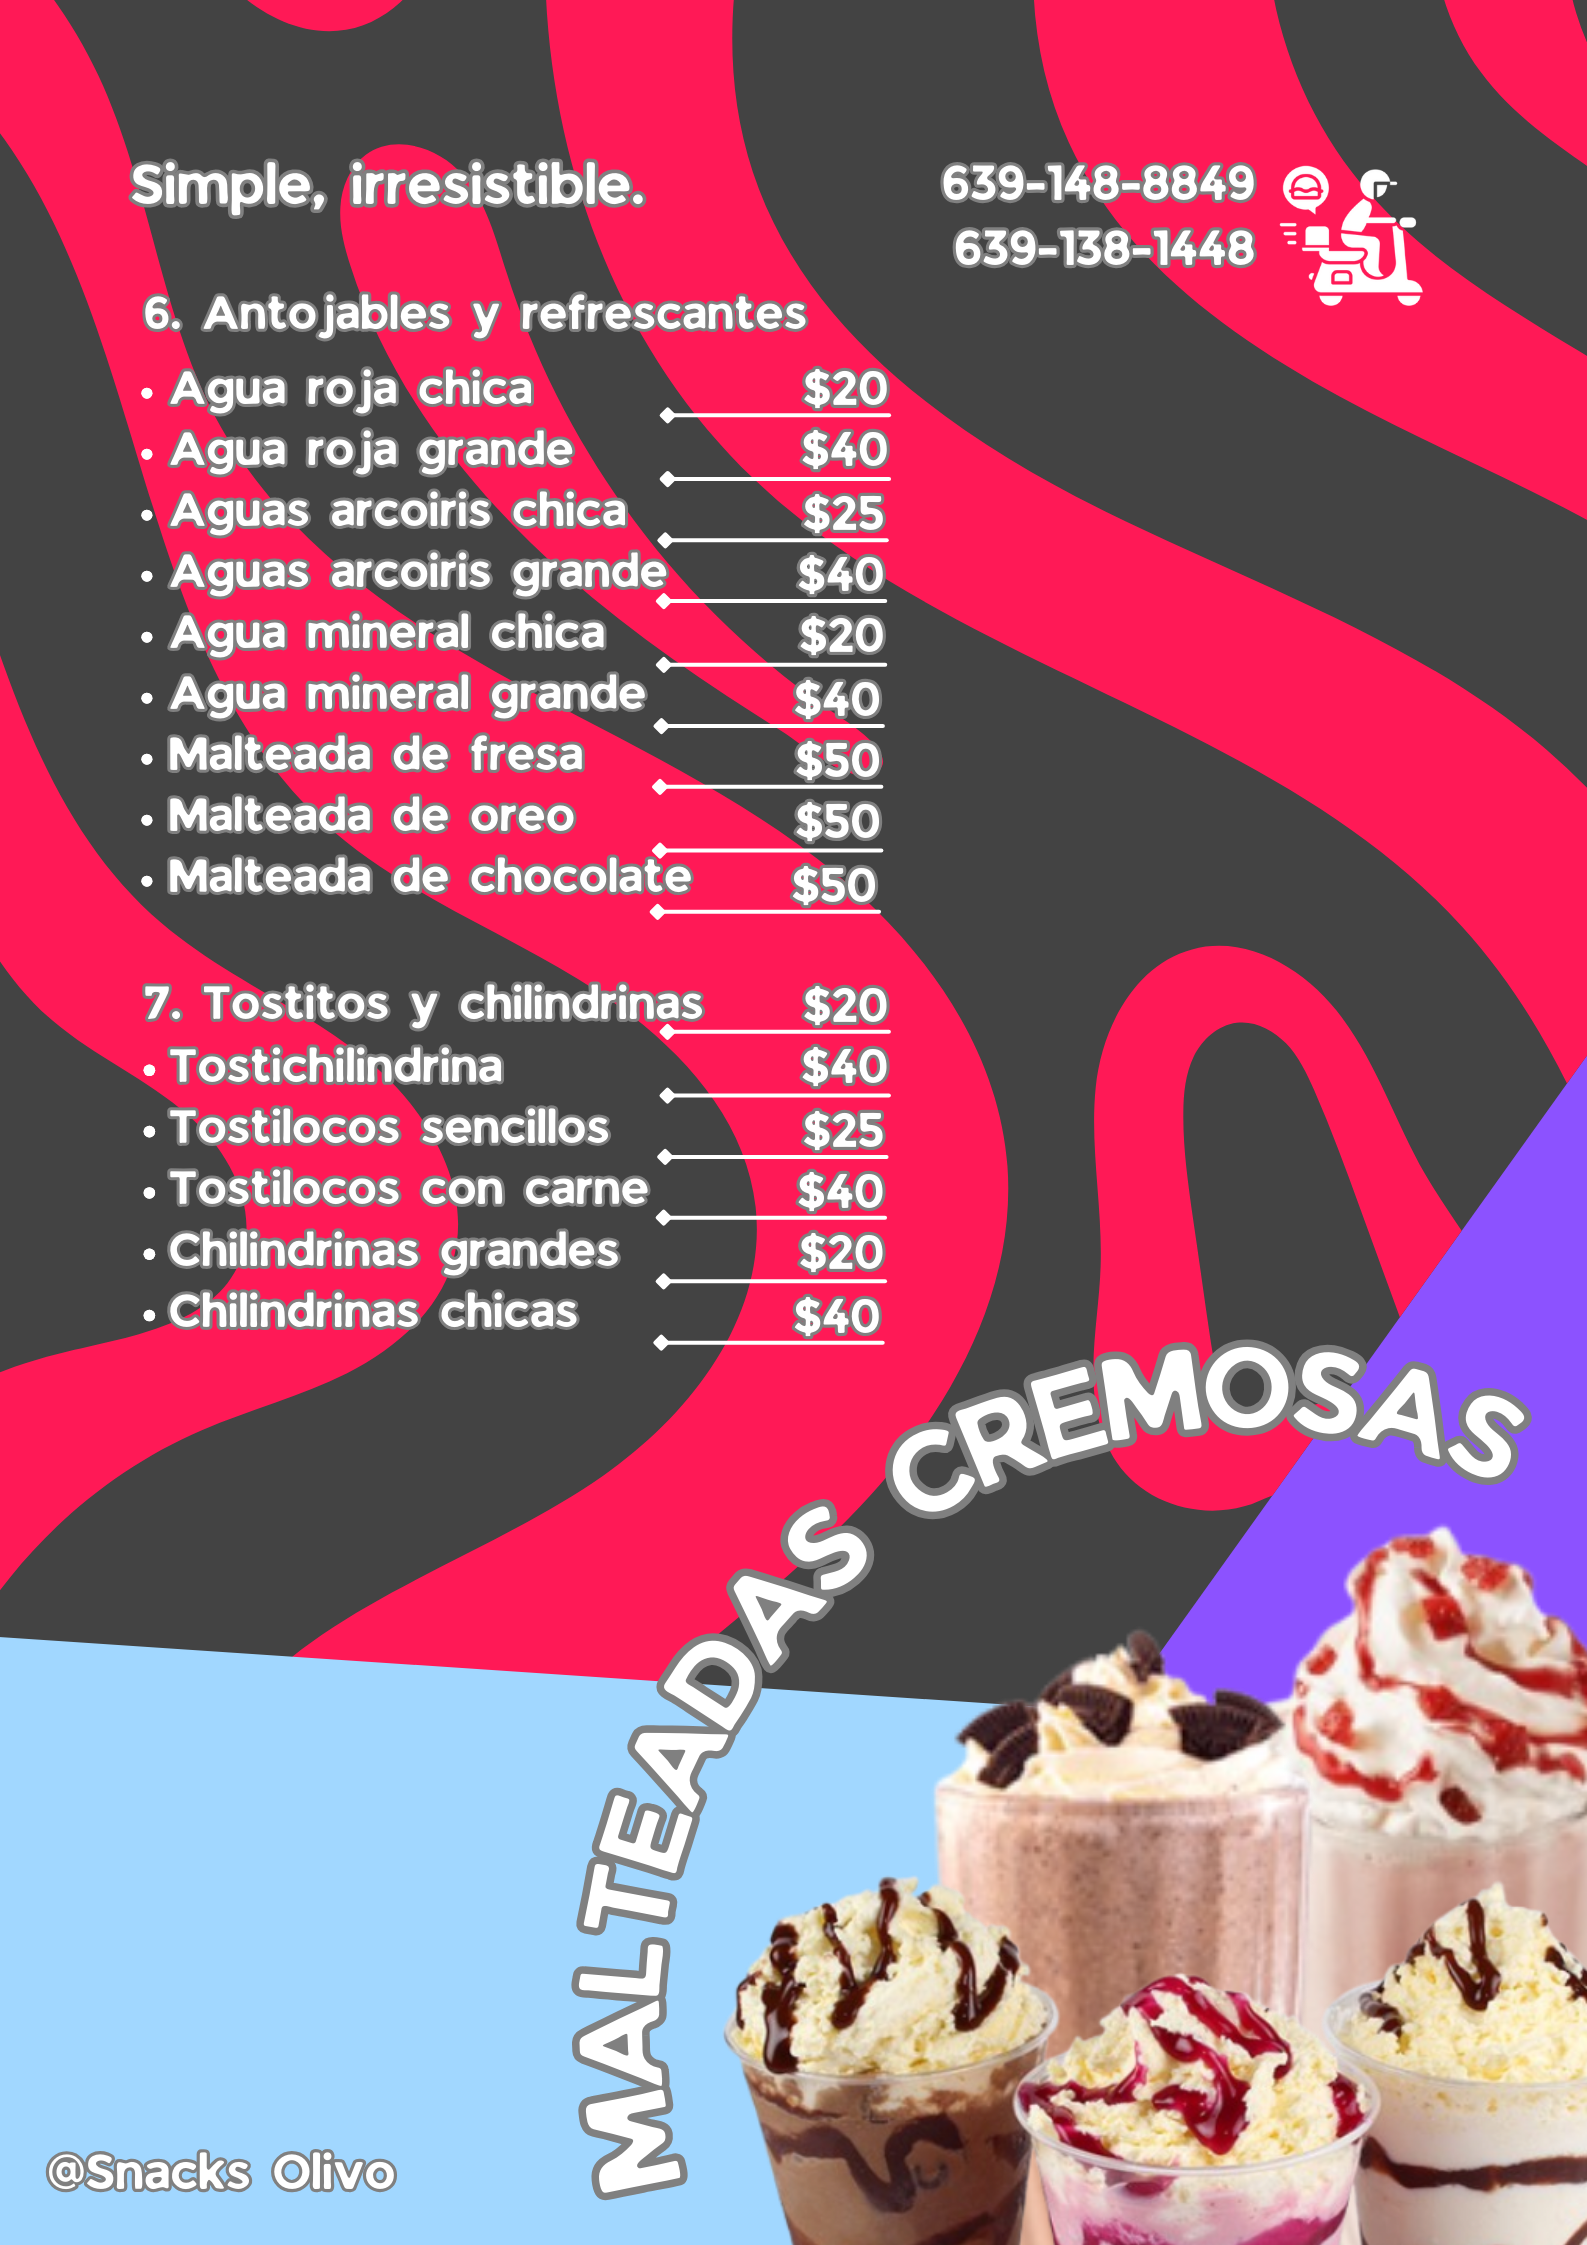 Simple, irresistible.
639-148-8849
639-138-1448
6. Antojables y refrescantes
• Agua roja chica $20
• Agua roja grande $40
• Aguas arcoiris chica $25
• Aguas arcoiris grande $40
• Agua mineral chica $20
• Agua mineral grande $40
• Malteada de fresa $50
• Malteada de oreo $50
• Malteada de chocolate $50
7. Tostitos y chilindrinas $20
• Tostichilindrina $40
• Tostilocos sencillos $25
• Tostilocos con carne $40
• Chilindrinas grandes $20
• Chilindrinas chicas $40
MALTEADAS CREMOSAS
@Snacks Olivo